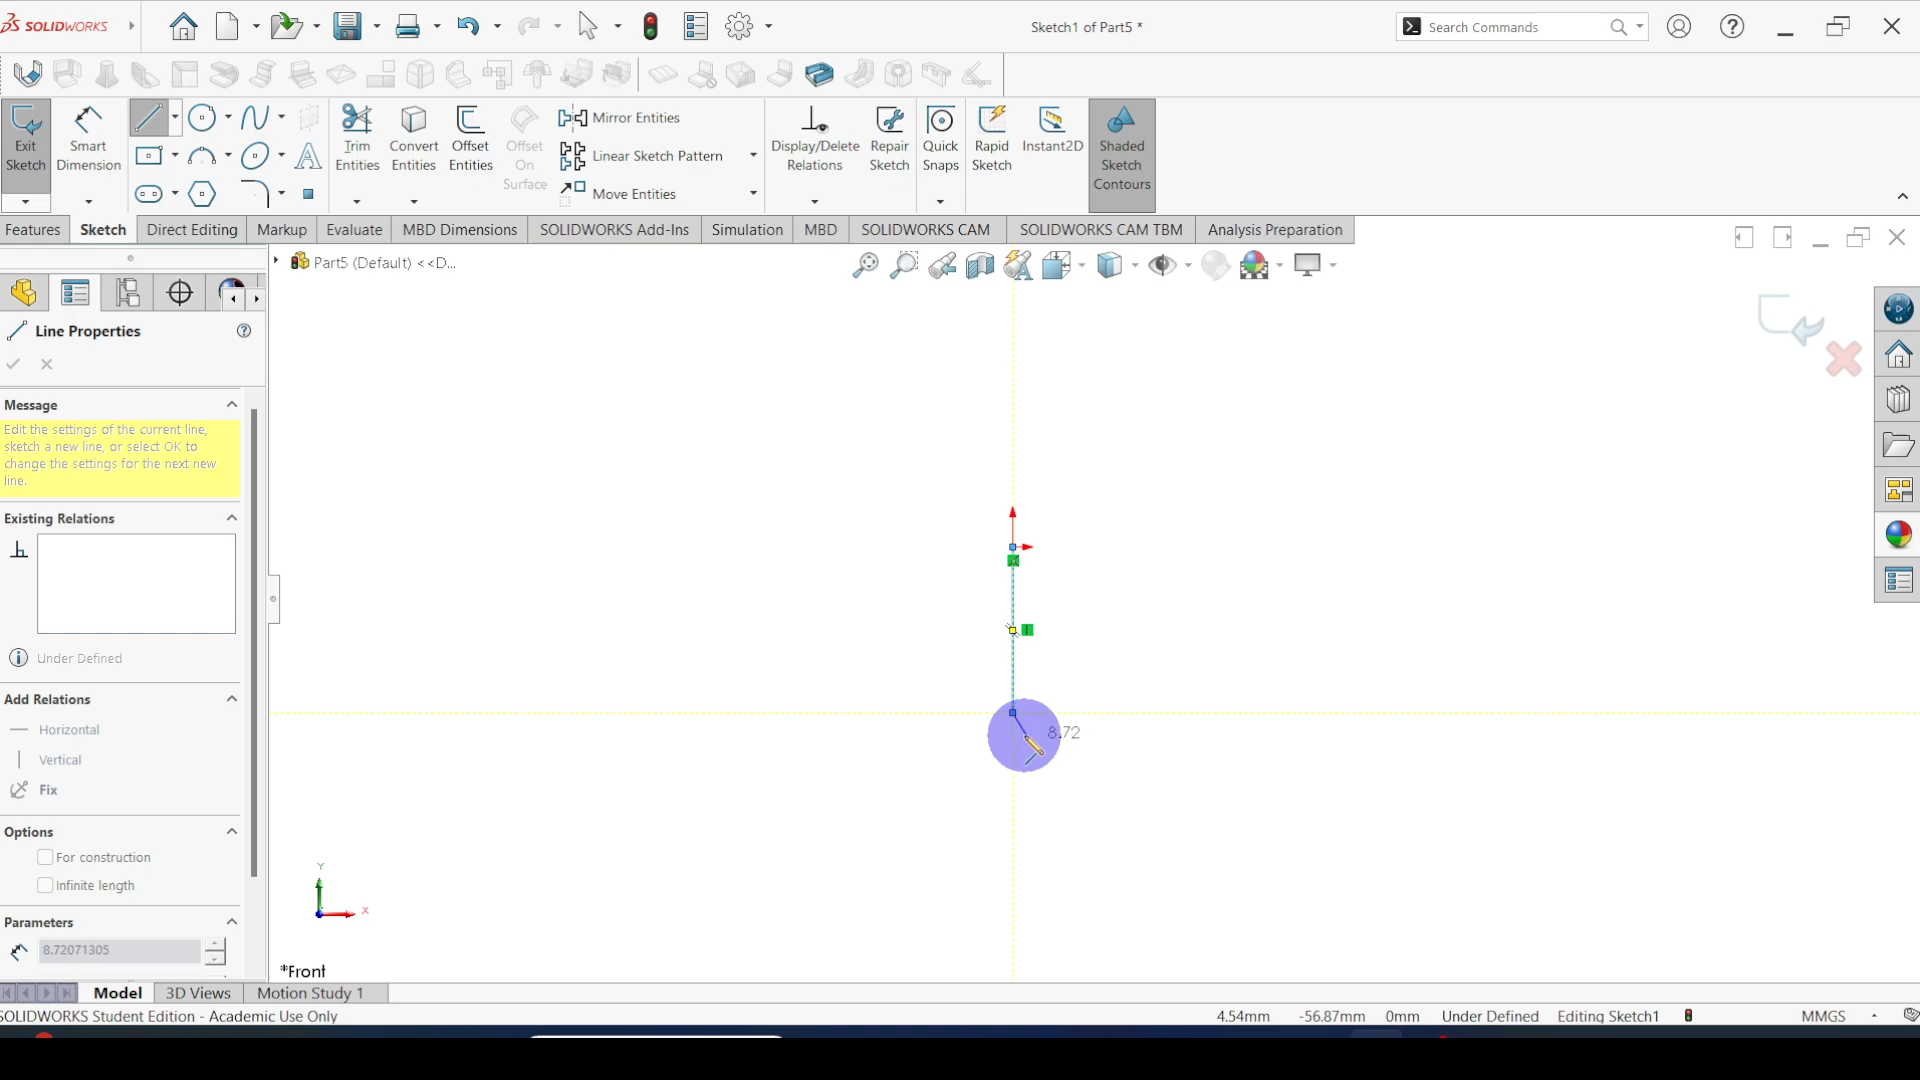 SOLIDWORKS
Sketch1 of Part5 *
Search Commands
Exit Sketch
Smart Dimension
Trim Entities
Convert Entities
Offset Entities
Offset On Surface
Mirror Entities
Linear Sketch Pattern
Move Entities
Display/Delete Relations
Repair Sketch
Quick Snaps
Rapid Sketch
Instant2D
Shaded Sketch Contours
Features
Sketch
Direct Editing
Markup
Evaluate
MBD Dimensions
SOLIDWORKS Add-Ins
Simulation
MBD
SOLIDWORKS CAM
SOLIDWORKS CAM TBM
Analysis Preparation
Part5 (Default) <<D...
Line Properties
Message
Edit the settings of the current line,
sketch a new line, or select OK to
change the settings for the next new
line.
Existing Relations
Under Defined
Add Relations
Horizontal
Vertical
Fix
Options
For construction
Infinite length
Parameters
8.72071305
8.72
Y
X
*Front
Model
3D Views
Motion Study 1
SOLIDWORKS Student Edition - Academic Use Only
4.54mm
-56.87mm
0mm
Under Defined
Editing Sketch1
MMGS